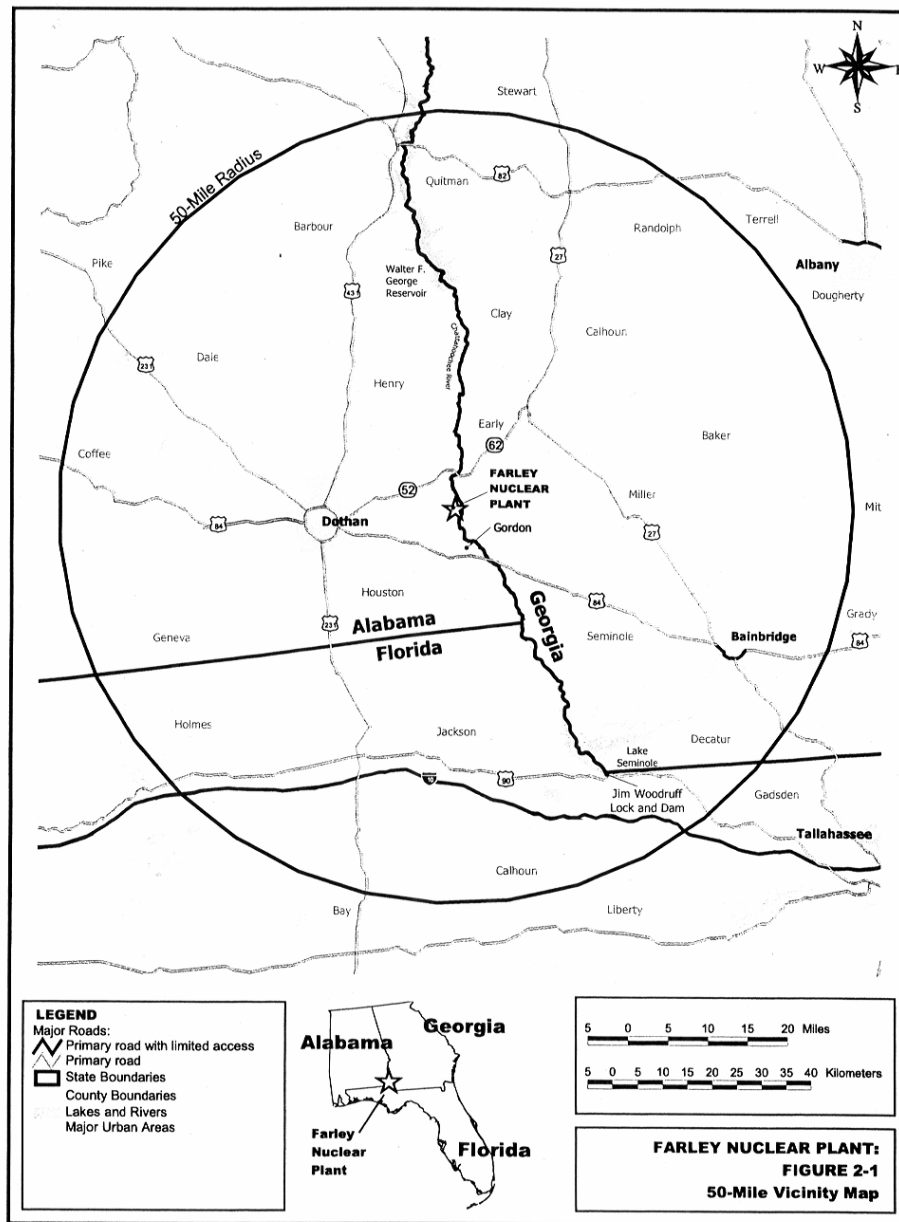 N
W
E
S
Stewart
50-Mile Radius
Quitman
82
Barbour
Randolph
Terrell
27
Pike
Walter F.
George
Reservoir
Albany
431
Dougherty
Clay
Chattahoochee River
Calhoun
Dale
231
Henry
Early
62
Baker
Coffee
FARLEY
NUCLEAR
PLANT
52
Miller
Mit
84
Dothan
Gordon
27
Houston
Georgia
84
Grady
231
Alabama
Seminole
Bainbridge
84
Geneva
Florida
Holmes
Jackson
Decatur
Lake
Seminole
90
Jim Woodruff
Lock and Dam
Gadsden
Tallahassee
Calhoun
Bay
Liberty
LEGEND
Major Roads:
Primary road with limited access
Primary road
State Boundaries
County Boundaries
Lakes and Rivers
Major Urban Areas
Alabama
Georgia
Florida
Farley
Nuclear
Plant
5 0 5 10 15 20 Miles
5 0 5 10 15 20 25 30 35 40 Kilometers
FARLEY NUCLEAR PLANT:
FIGURE 2-1
50-Mile Vicinity Map